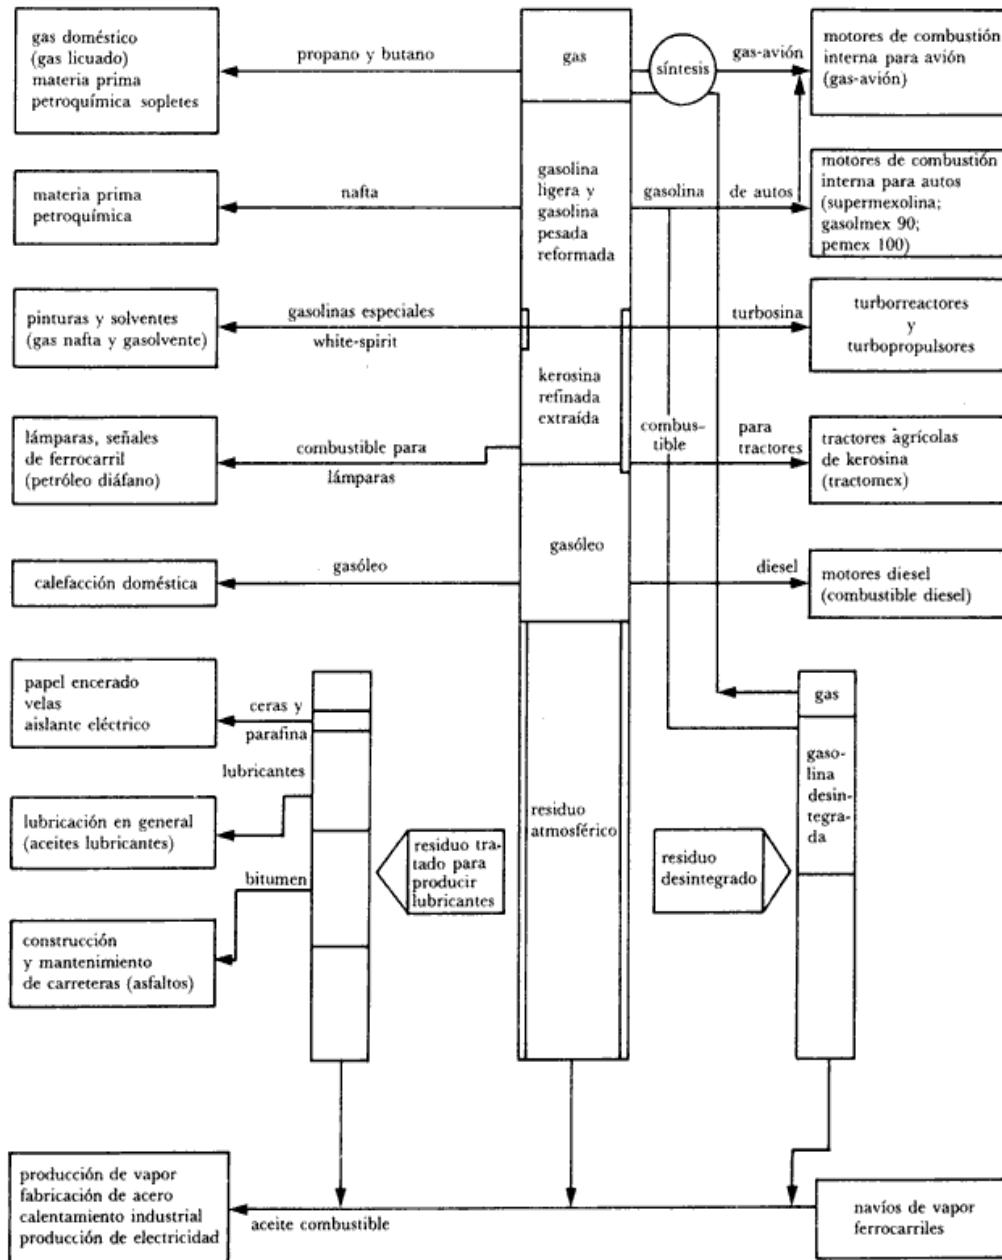 gas doméstico
(gas licuado)
materia prima
petroquímica sopletes
propano y butano
gas
síntesis
gas-avión
motores de combustión
interna para avión
(gas-avión)
materia prima
petroquímica
nafta
gasolina
ligera y
gasolina
pesada
reformada
gasolina
de autos
motores de combustión
interna para autos
(supermexolina;
gasolmex 90;
pemex 100)
pinturas y solventes
(gas nafta y gasolvente)
gasolinas especiales
white-spirit
turbosina
turborreactores
y
turbopropulsores
kerosina
refinada
extraída
lámparas, señales
de ferrocarril
(petróleo diáfano)
combustible para
lámparas
combus-
tible
para
tractores
tractores agrícolas
de kerosina
(tractomex)
calefacción doméstica
gasóleo
gasóleo
diesel
motores diesel
(combustible diesel)
papel encerado
velas
aislante eléctrico
ceras y
parafina
lubricantes
gas
gaso-
lina
desin-
tegrada
lubricación en general
(aceites lubricantes)
bitumen
residuo tra-
tado para
producir
lubricantes
residuo
atmosférico
residuo
desintegrado
construcción
y mantenimiento
de carreteras (asfaltos)
producción de vapor
fabricación de acero
calentamiento industrial
producción de electricidad
aceite combustible
navíos de vapor
ferrocarriles